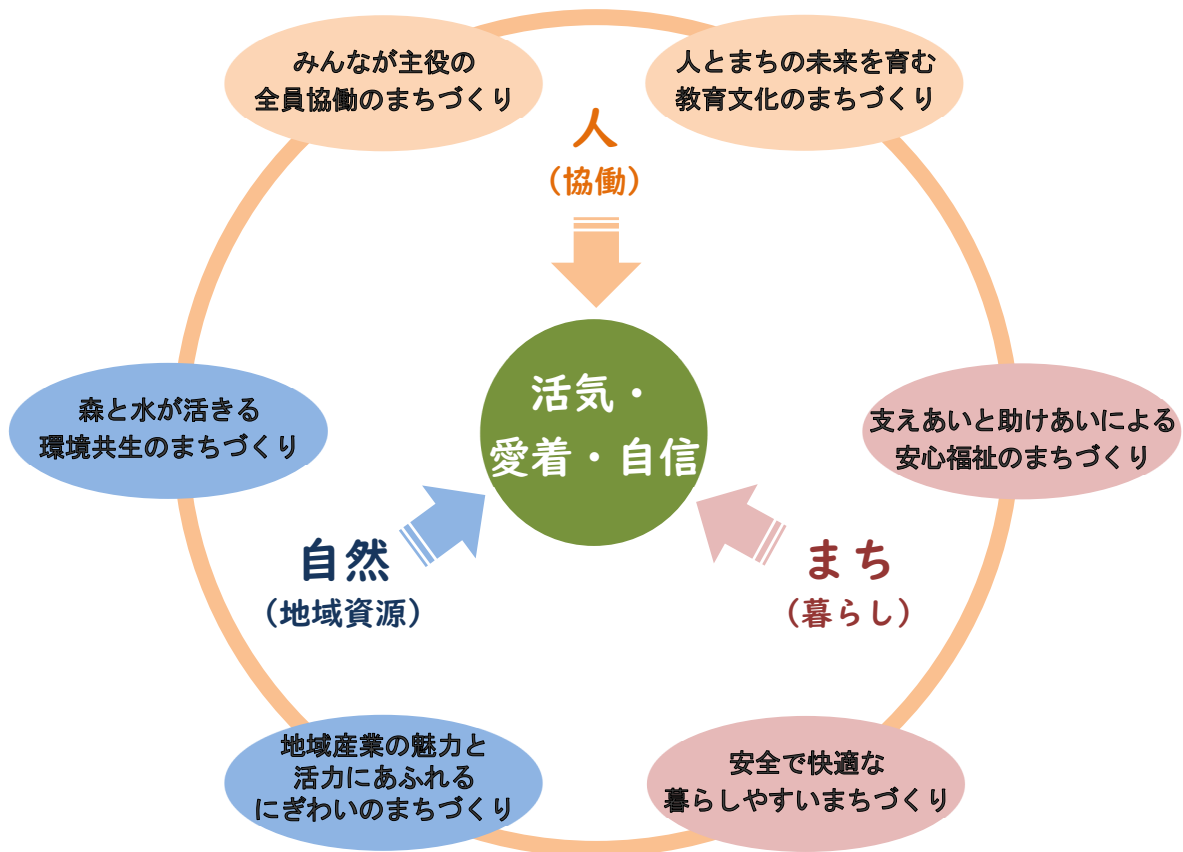 みんなが主役の
全員協働のまちづくり
人とまちの未来を育む
教育文化のまちづくり
人
（協働）
森と水が活きる
環境共生のまちづくり
活気・
愛着・自信
支えあいと助けあいによる
安心福祉のまちづくり
自然
（地域資源）
まち
（暮らし）
地域産業の魅力と
活力にあふれる
にぎわいのまちづくり
安全で快適な
暮らしやすいまちづくり